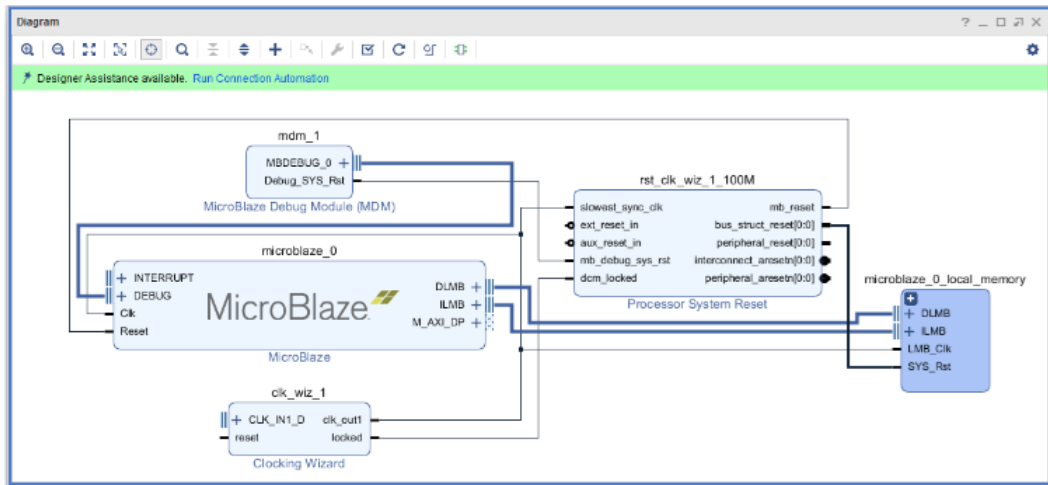 Diagram
Designer Assistance available. Run Connection Automation
mdm_1
MBDEBUG_0
Debug_SYS_Rst
MicroBlaze Debug Module (MDM)
rst_clk_wiz_1_100M
slowest_sync_clk
mb_reset
ext_reset_in
bus_struct_reset[0:0]
aux_reset_in
peripheral_reset[0:0]
mb_debug_sys_rst
interconnect_aresetn[0:0]
dcm_locked
peripheral_aresetn[0:0]
Processor System Reset
microblaze_0
INTERRUPT
DEBUG
Clk
Reset
MicroBlaze
DLMB
ILMB
M_AXI_DP
MicroBlaze
microblaze_0_local_memory
DLMB
ILMB
LMB_Clk
SYS_Rst
clk_wiz_1
CLK_IN1_D
clk_out1
reset
locked
Clocking Wizard